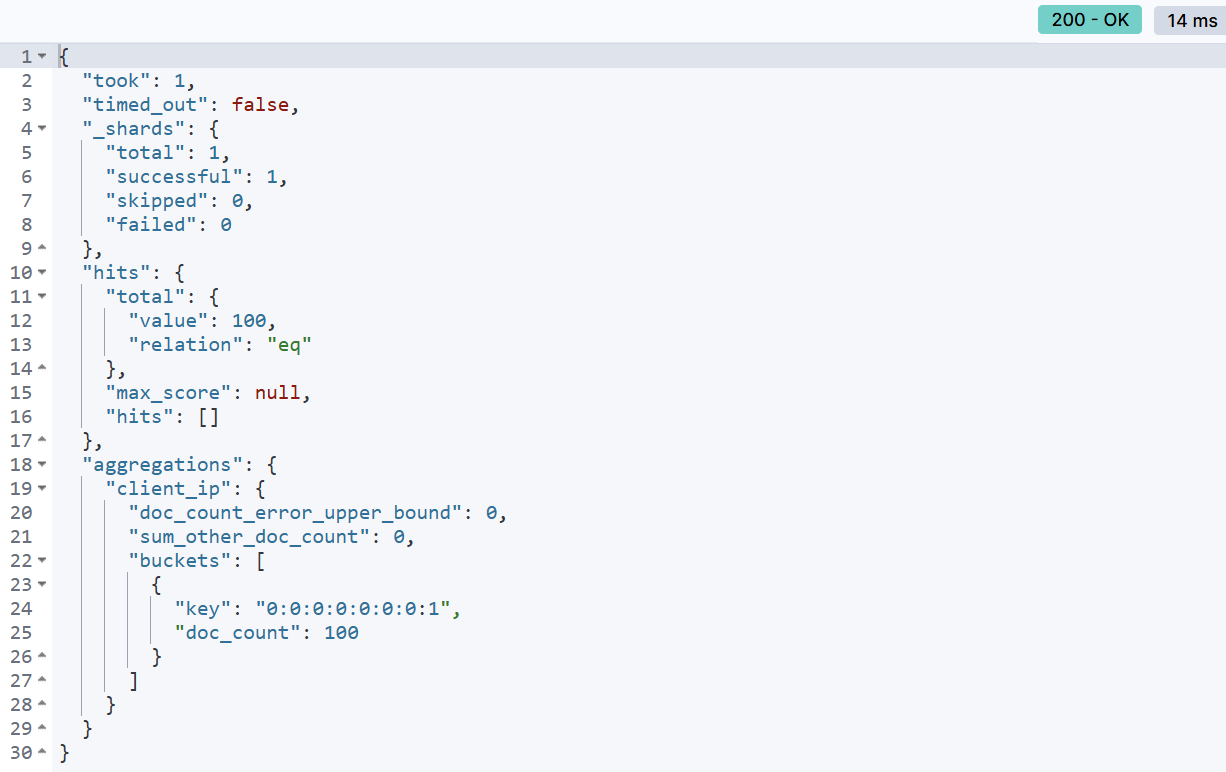 200 - OK 14 ms
1 {
2 "took": 1,
3 "timed_out": false,
4 "_shards": {
5 "total": 1,
6 "successful": 1,
7 "skipped": 0,
8 "failed": 0
9 },
10 "hits": {
11 "total": {
12 "value": 100,
13 "relation": "eq"
14 },
15 "max_score": null,
16 "hits": []
17 },
18 "aggregations": {
19 "client_ip": {
20 "doc_count_error_upper_bound": 0,
21 "sum_other_doc_count": 0,
22 "buckets": [
23 {
24 "key": "0:0:0:0:0:0:0:1",
25 "doc_count": 100
26 }
27 ]
28 }
29 }
30 }